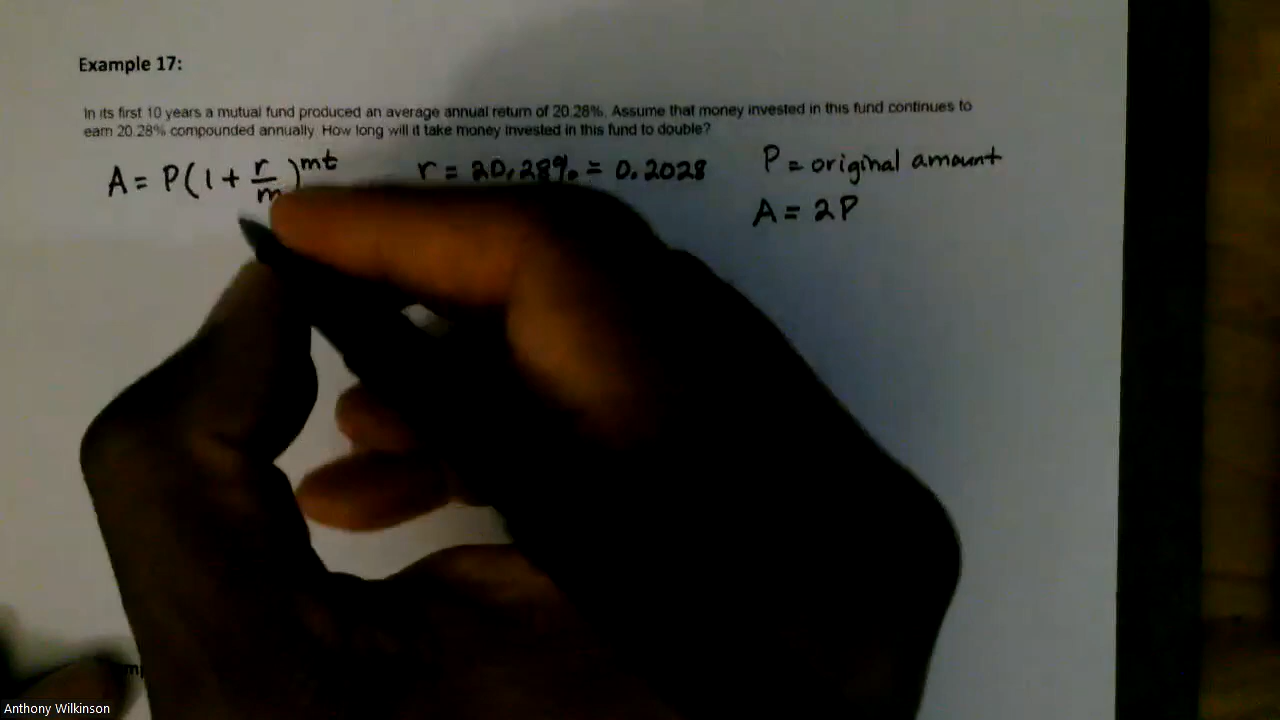 Example 17:
In its first 10 years a mutual fund produced an average annual return of 20.28%. Assume that money invested in this fund continues to
earn 20.28% compounded annually. How long will it take money invested in this fund to double?
A = P(1 + r/m)^mt r = 20.28% = 0.2028 P = original amount
A = 2P
Anthony Wilkinson